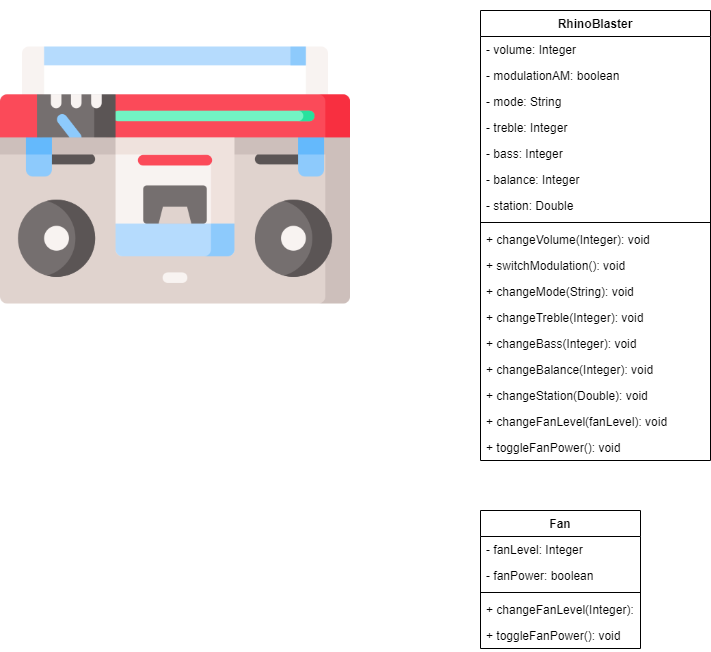 RhinoBlaster
- volume: Integer
- modulationAM: boolean
- mode: String
- treble: Integer
- bass: Integer
- balance: Integer
- station: Double
+ changeVolume(Integer): void
+ switchModulation(): void
+ changeMode(String): void
+ changeTreble(Integer): void
+ changeBass(Integer): void
+ changeBalance(Integer): void
+ changeStation(Double): void
+ changeFanLevel(fanLevel): void
+ toggleFanPower(): void
Fan
- fanLevel: Integer
- fanPower: boolean
+ changeFanLevel(Integer):
+ toggleFanPower(): void